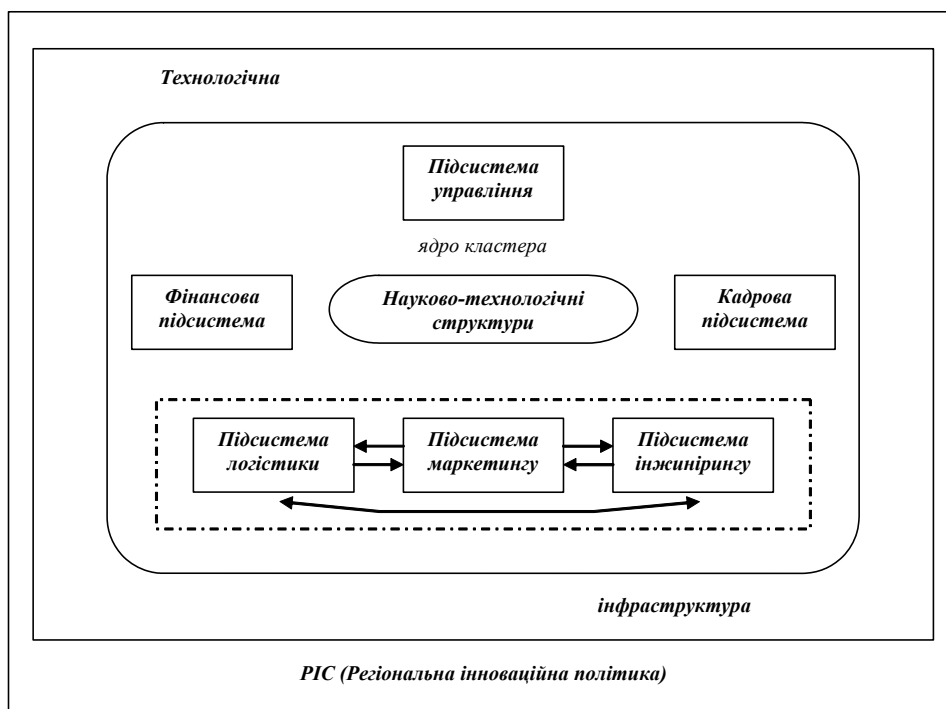 Технологічна
Підсистема
управління
ядро кластера
Фінансова
підсистема
Науково-технологічні
структури
Кадрова
підсистема
Підсистема
логістики
Підсистема
маркетингу
Підсистема
інжинірингу
інфраструктура
РІС (Регіональна інноваційна політика)